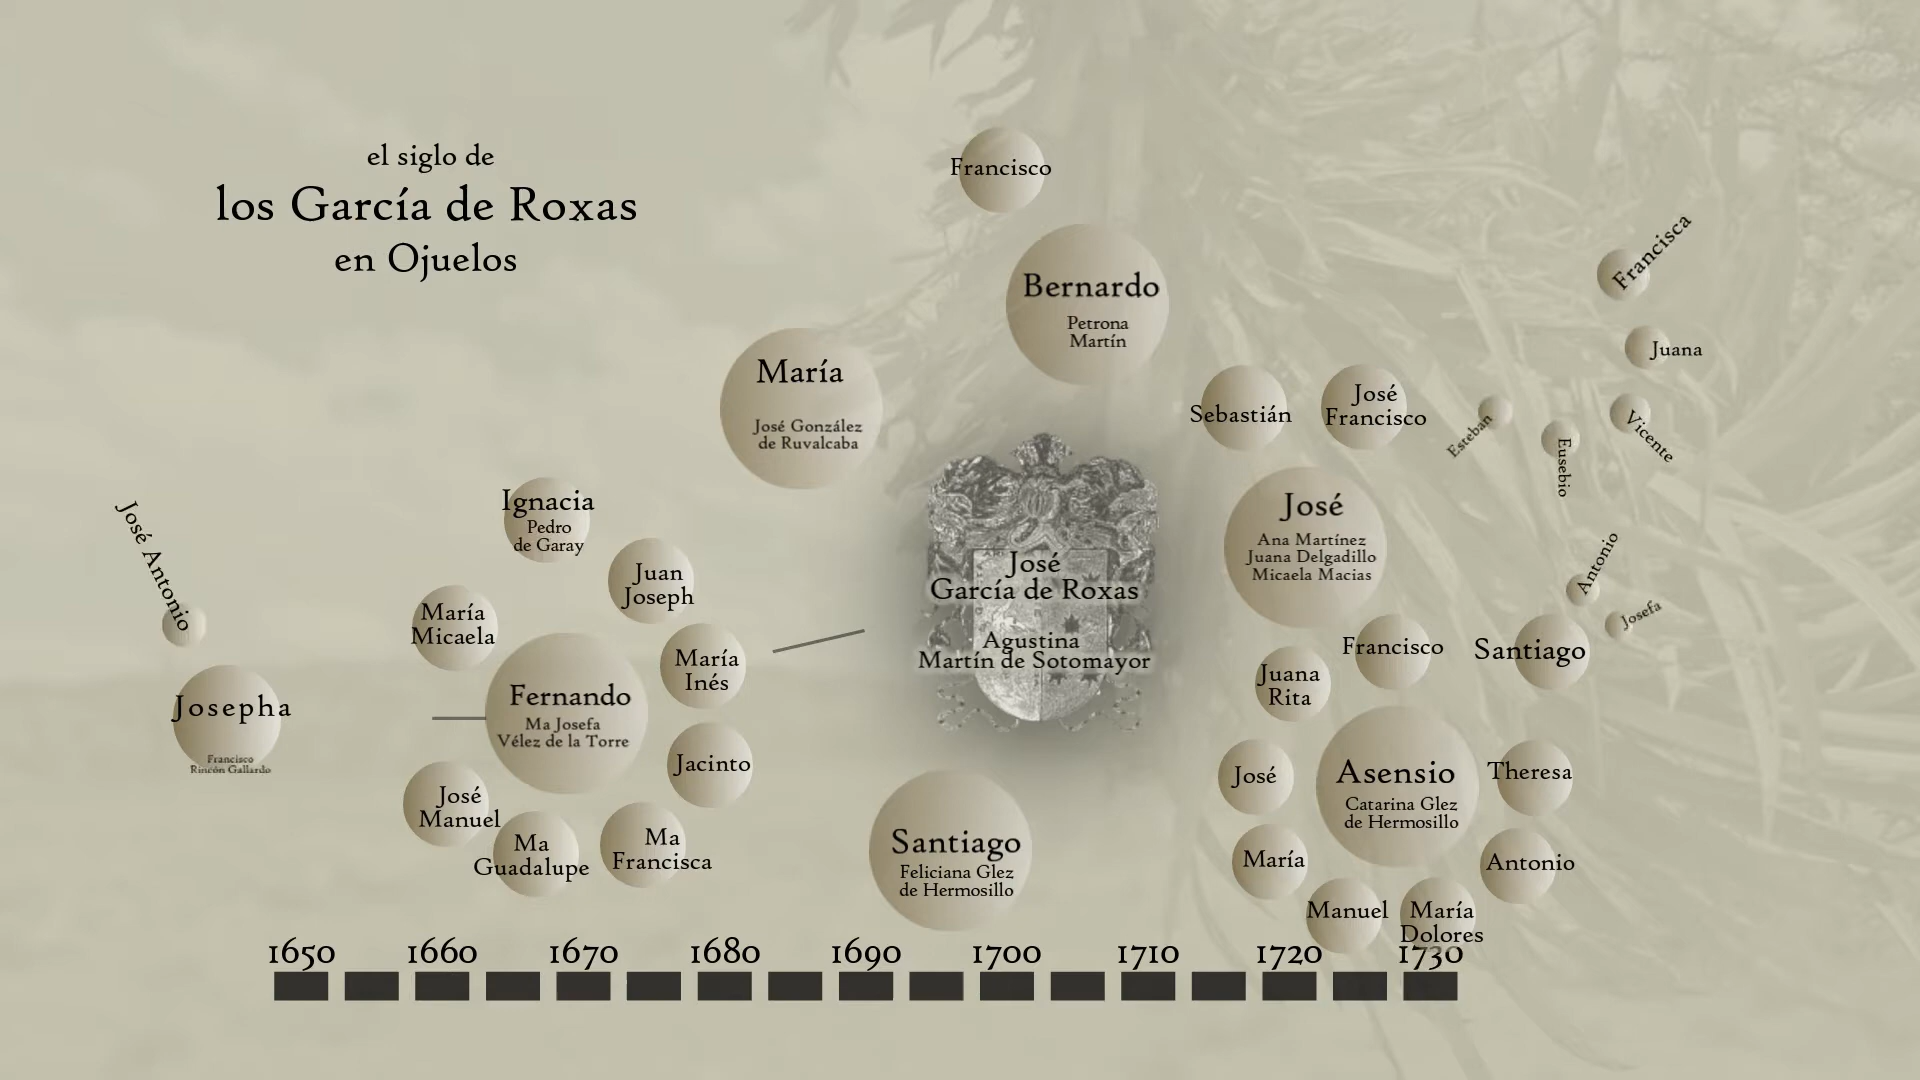 el siglo de
los García de Roxas
en Ojuelos
Francisco
Bernardo
Petrona
Martín
María
José González
de Ruvalcaba
Sebastián
José
Francisco
Esteban
Eusebio
Francisca
Juana
Vicente
José Antonio
Josepha
Francisco
Rincón Gallardo
Ignacia
Pedro
de Garay
Juan
Joseph
María
Micaela
María
Inés
Fernando
Ma Josefa
Vélez de la Torre
Jacinto
José
Manuel
Ma
Guadalupe
Ma
Francisca
José
García de Roxas
Agustina
Martín de Sotomayor
Santiago
Feliciana Glez
de Hermosillo
José
Ana Martínez
Juana Delgadillo
Micaela Macias
Antonio
Josefa
Santiago
Francisco
Juana
Rita
José
Asensio
Catarina Glez
de Hermosillo
Theresa
María
Antonio
Manuel
María
Dolores
1650 1660 1670 1680 1690 1700 1710 1720 1730